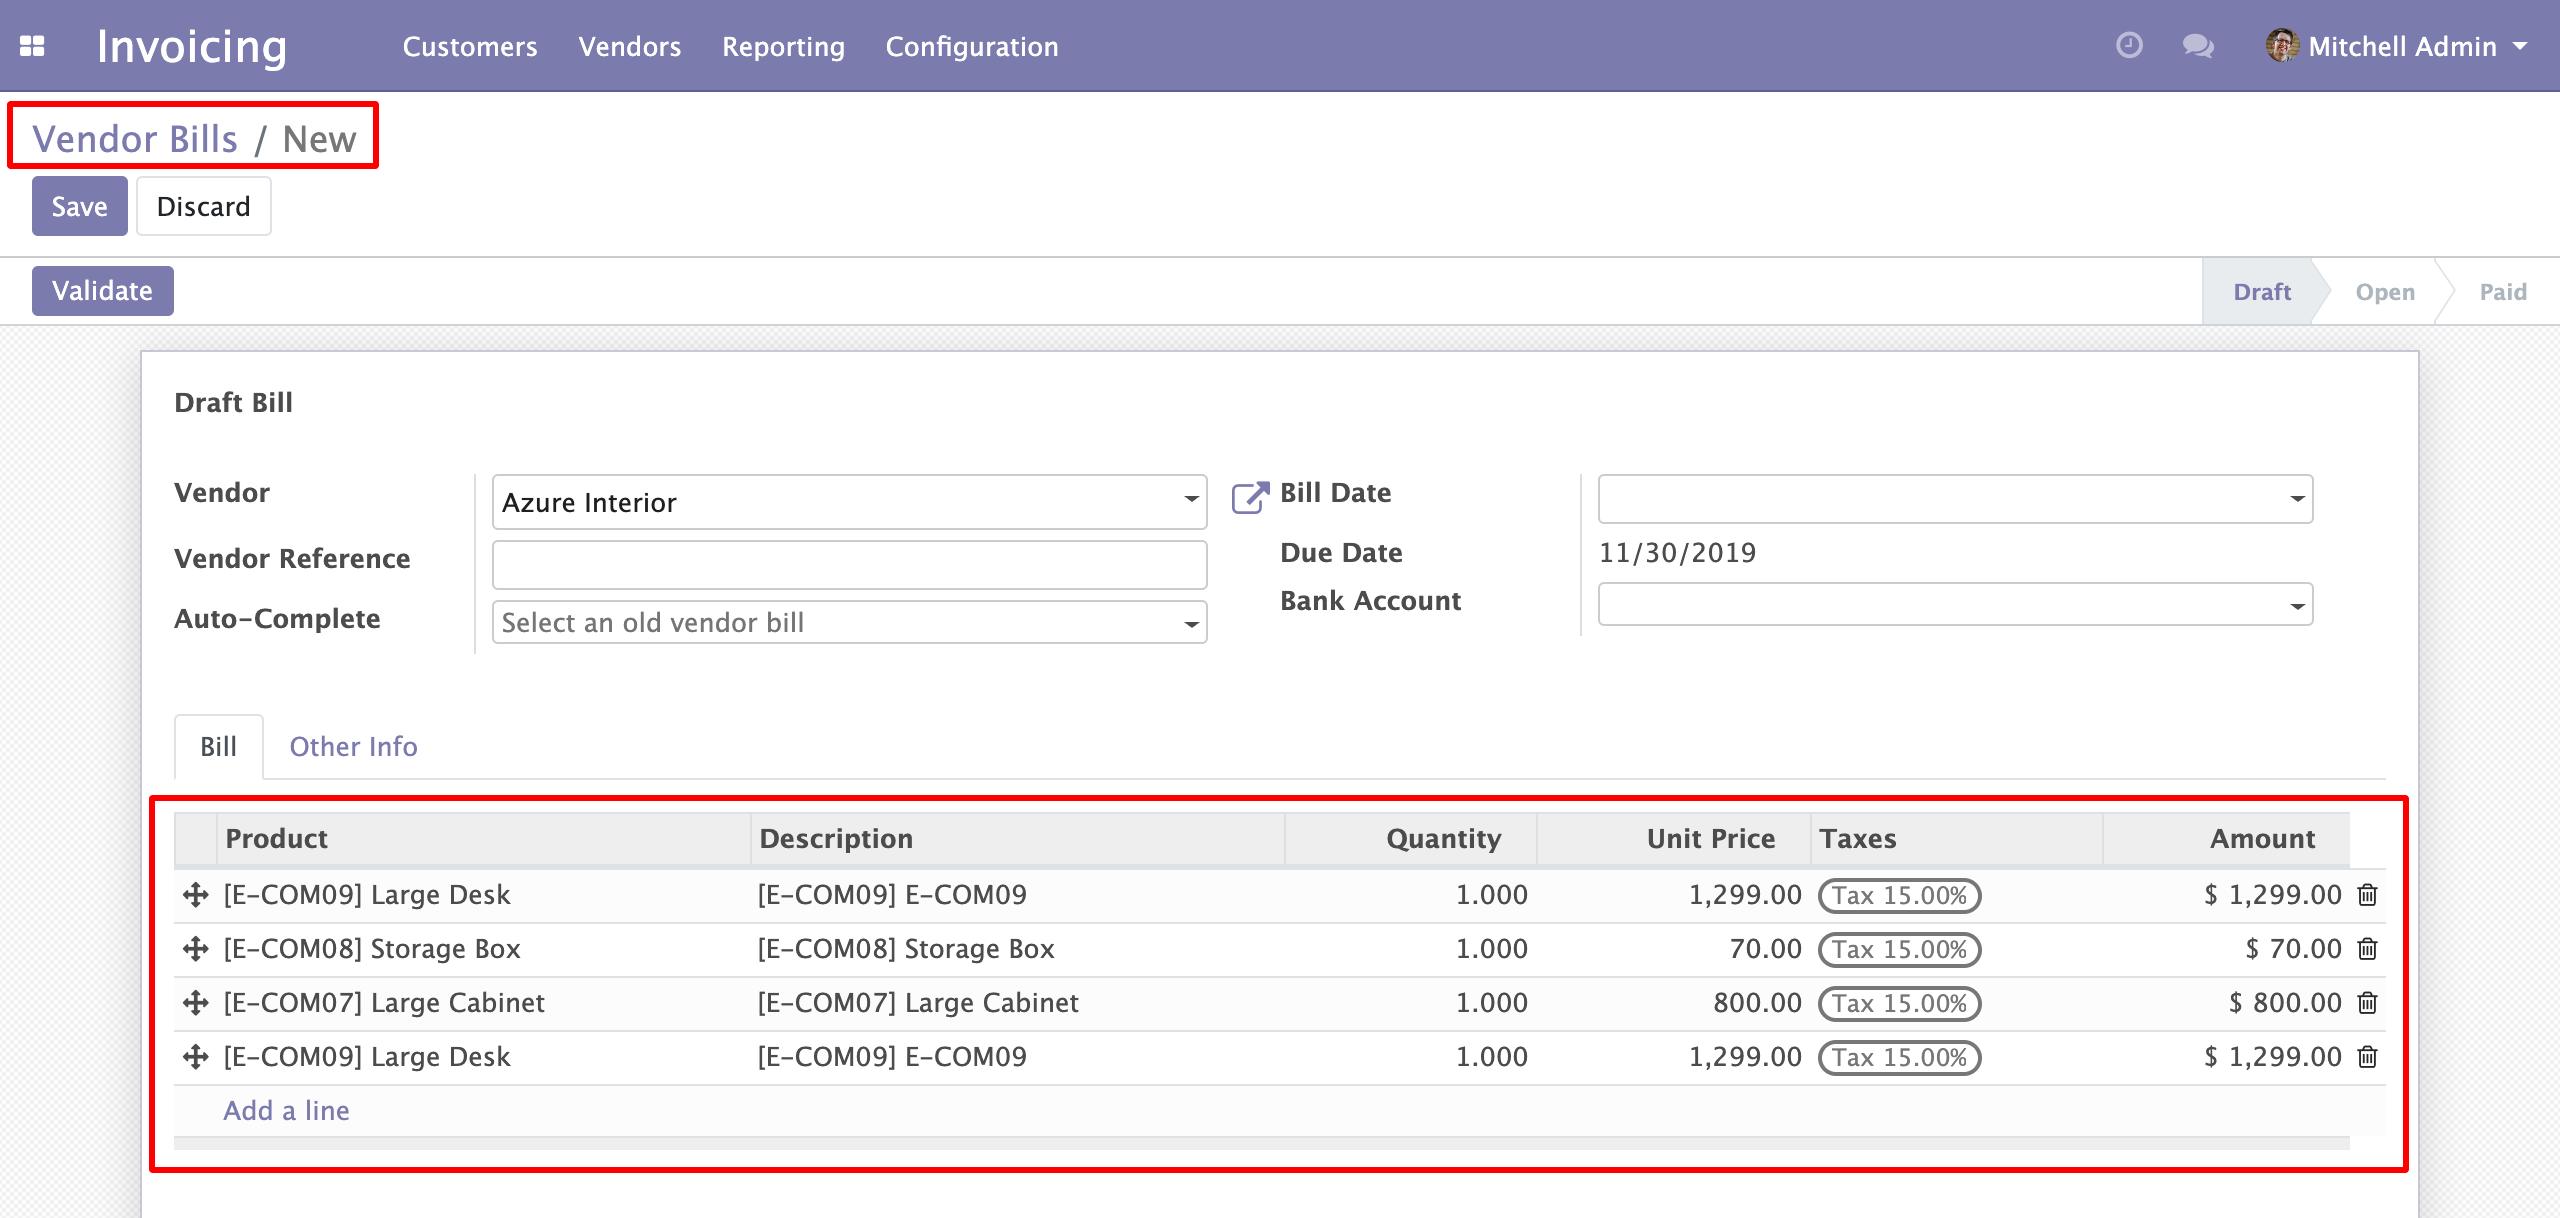 Invoicing Customers Vendors Reporting Configuration Mitchell Admin
Vendor Bills / New
Save Discard
Validate Draft Open Paid
Draft Bill
Vendor Azure Interior Bill Date
Vendor Reference Due Date 11/30/2019
Auto-Complete Select an old vendor bill Bank Account
Bill Other Info
Product Description Quantity Unit Price Taxes Amount
[E-COM09] Large Desk [E-COM09] E-COM09 1.000 1,299.00 Tax 15.00% $ 1,299.00
[E-COM08] Storage Box [E-COM08] Storage Box 1.000 70.00 Tax 15.00% $ 70.00
[E-COM07] Large Cabinet [E-COM07] Large Cabinet 1.000 800.00 Tax 15.00% $ 800.00
[E-COM09] Large Desk [E-COM09] E-COM09 1.000 1,299.00 Tax 15.00% $ 1,299.00
Add a line